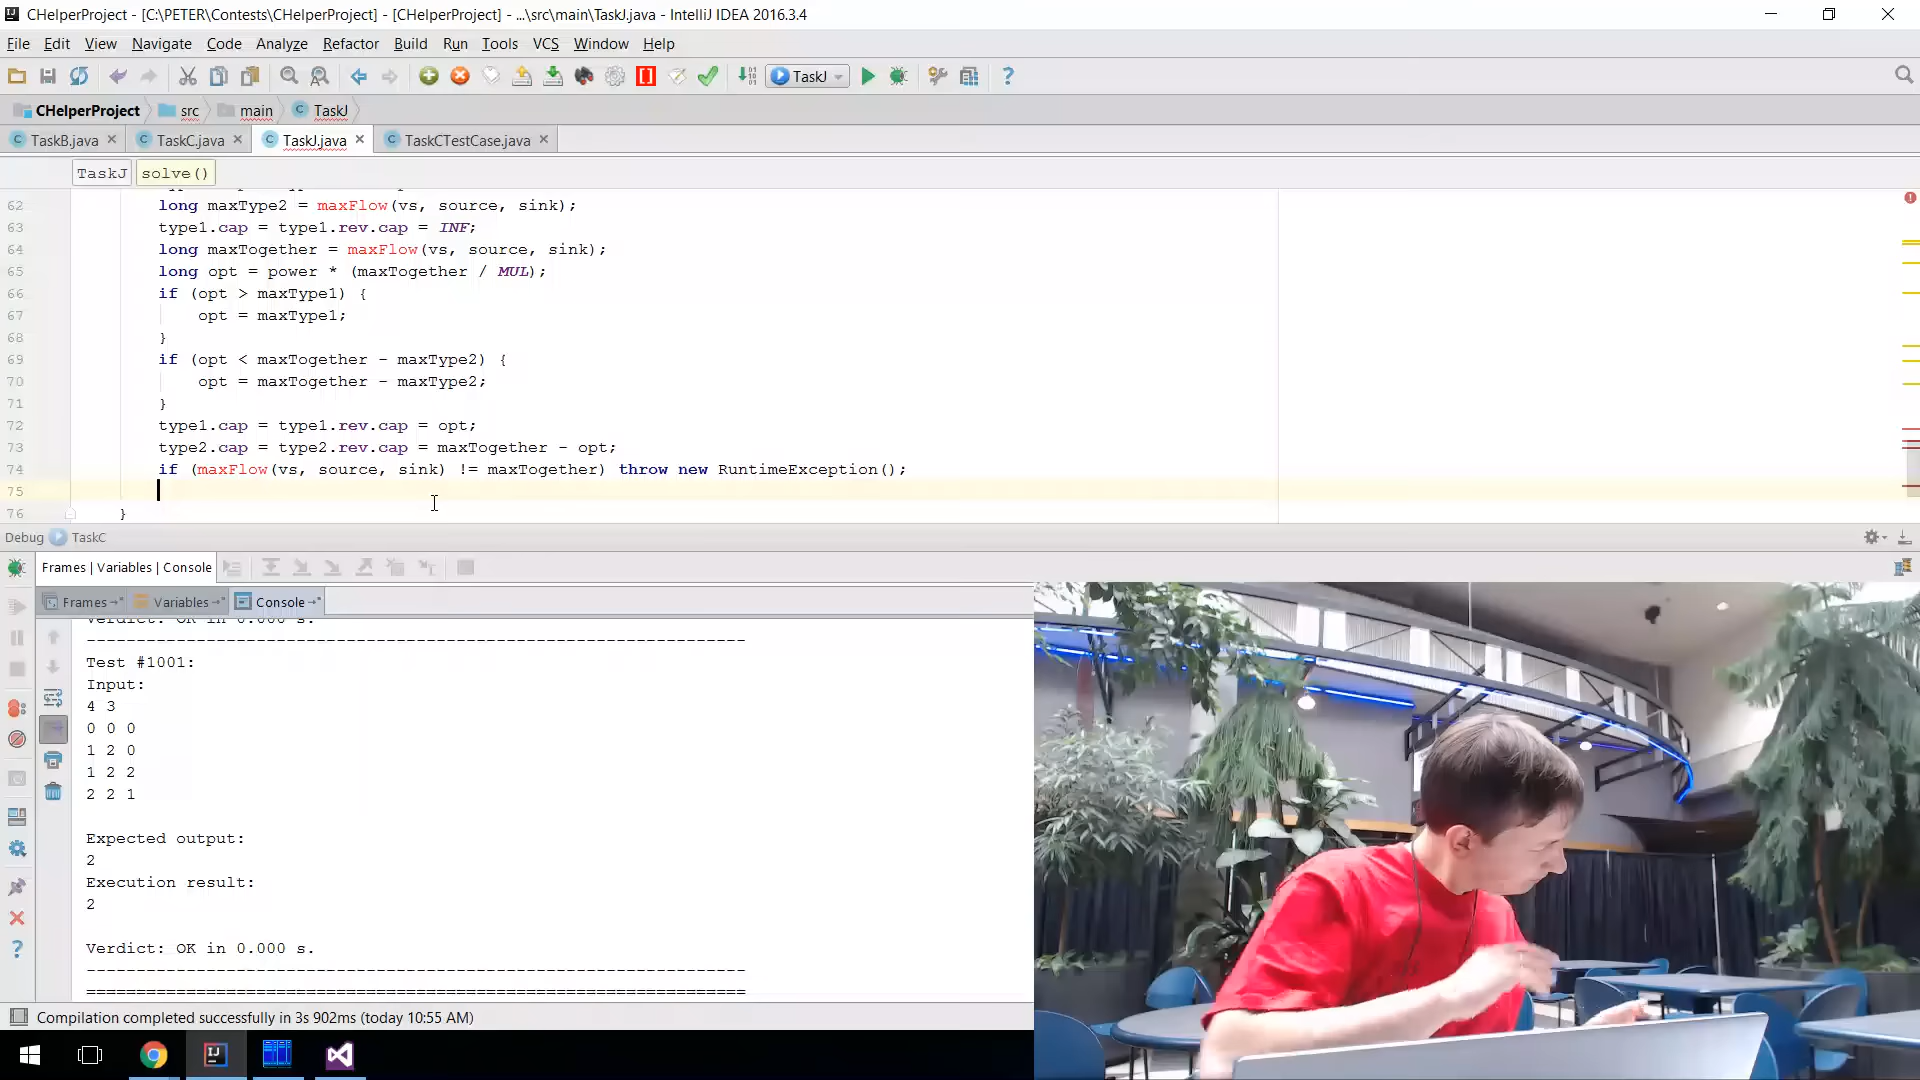 CHelperProject - [C:\PETER\Contests\CHelperProject] - [CHelperProject] - ...\src\main\TaskJ.java - IntelliJ IDEA 2016.3.4
File Edit View Navigate Code Analyze Refactor Build Run Tools VCS Window Help
TaskJ
CHelperProject src main TaskJ
TaskB.java TaskC.java TaskJ.java TaskCTestCase.java
TaskJ solve()
62 long maxType2 = maxFlow(vs, source, sink);
63 type1.cap = type1.rev.cap = INF;
64 long maxTogether = maxFlow(vs, source, sink);
65 long opt = power * (maxTogether / MUL);
66 if (opt > maxType1) {
67 opt = maxType1;
68 }
69 if (opt < maxTogether - maxType2) {
70 opt = maxTogether - maxType2;
71 }
72 type1.cap = type1.rev.cap = opt;
73 type2.cap = type2.rev.cap = maxTogether - opt;
74 if (maxFlow(vs, source, sink) != maxTogether) throw new RuntimeException();
75
76 }
Debug TaskC
Frames | Variables | Console
Frames Variables Console
Verdict: OK in 0.000 s.
------------------------------------------------------------------
Test #1001:
Input:
4 3
0 0 0
1 2 0
1 2 2
2 2 1
Expected output:
2
Execution result:
2
Verdict: OK in 0.000 s.
------------------------------------------------------------------
==================================================================
Compilation completed successfully in 3s 902ms (today 10:55 AM)